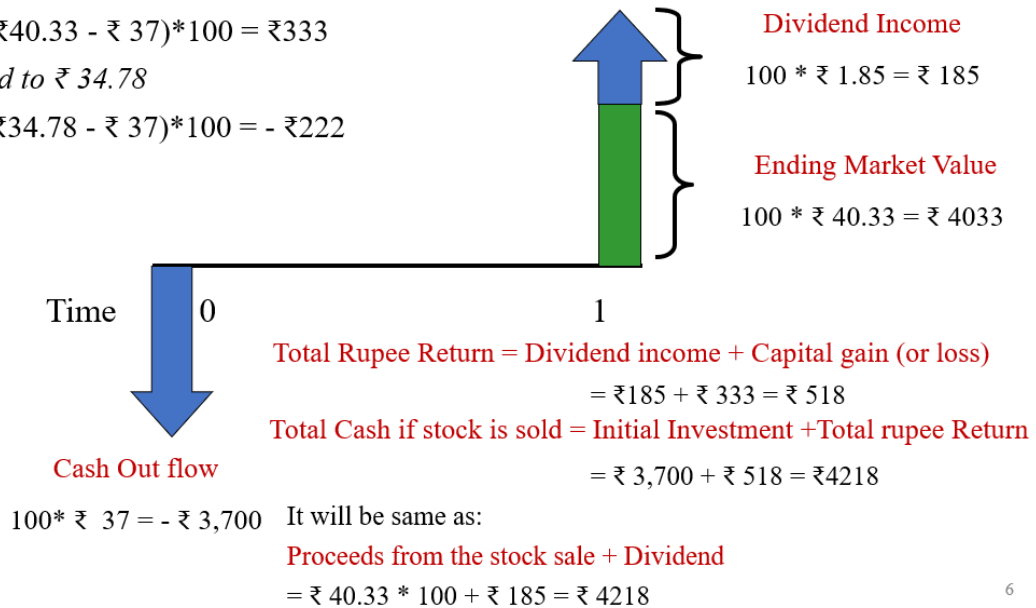 ₹40.33 - ₹ 37)*100 = ₹333
d to ₹ 34.78
₹34.78 - ₹ 37)*100 = - ₹222
Dividend Income
100 * ₹ 1.85 = ₹ 185
Ending Market Value
100 * ₹ 40.33 = ₹ 4033
Time 0 1
Total Rupee Return = Dividend income + Capital gain (or loss)
= ₹185 + ₹ 333 = ₹ 518
Total Cash if stock is sold = Initial Investment +Total rupee Return
= ₹ 3,700 + ₹ 518 = ₹4218
Cash Out flow
100* ₹ 37 = - ₹ 3,700
It will be same as:
Proceeds from the stock sale + Dividend
= ₹ 40.33 * 100 + ₹ 185 = ₹ 4218
6